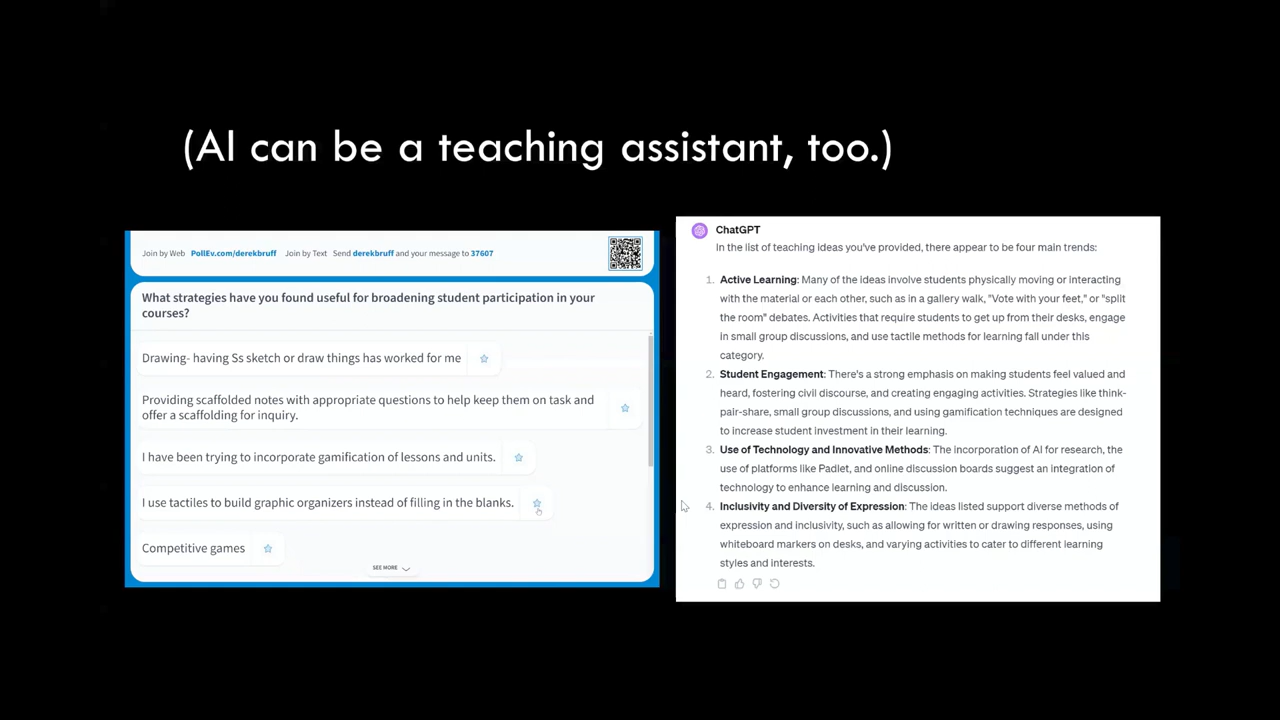 (AI can be a teaching assistant, too.)
Join by Web PollEv.com/derekbruff Join by Text Send derekbruff and your message to 37607
What strategies have you found useful for broadening student participation in your
courses?
Drawing- having Ss sketch or draw things has worked for me
Providing scaffolded notes with appropriate questions to help keep them on task and
offer a scaffolding for inquiry.
I have been trying to incorporate gamification of lessons and units.
I use tactiles to build graphic organizers instead of filling in the blanks.
Competitive games
SEE MORE
ChatGPT
In the list of teaching ideas you've provided, there appear to be four main trends:
1. Active Learning: Many of the ideas involve students physically moving or interacting
with the material or each other, such as in a gallery walk, "Vote with your feet," or "split
the room" debates. Activities that require students to get up from their desks, engage
in small group discussions, and use tactile methods for learning fall under this
category.
2. Student Engagement: There's a strong emphasis on making students feel valued and
heard, fostering civil discourse, and creating engaging activities. Strategies like think-
pair-share, small group discussions, and using gamification techniques are designed
to increase student investment in their learning.
3. Use of Technology and Innovative Methods: The incorporation of AI for research, the
use of platforms like Padlet, and online discussion boards suggest an integration of
technology to enhance learning and discussion.
4. Inclusivity and Diversity of Expression: The ideas listed support diverse methods of
expression and inclusivity, such as allowing for written or drawing responses, using
whiteboard markers on desks, and varying activities to cater to different learning
styles and interests.